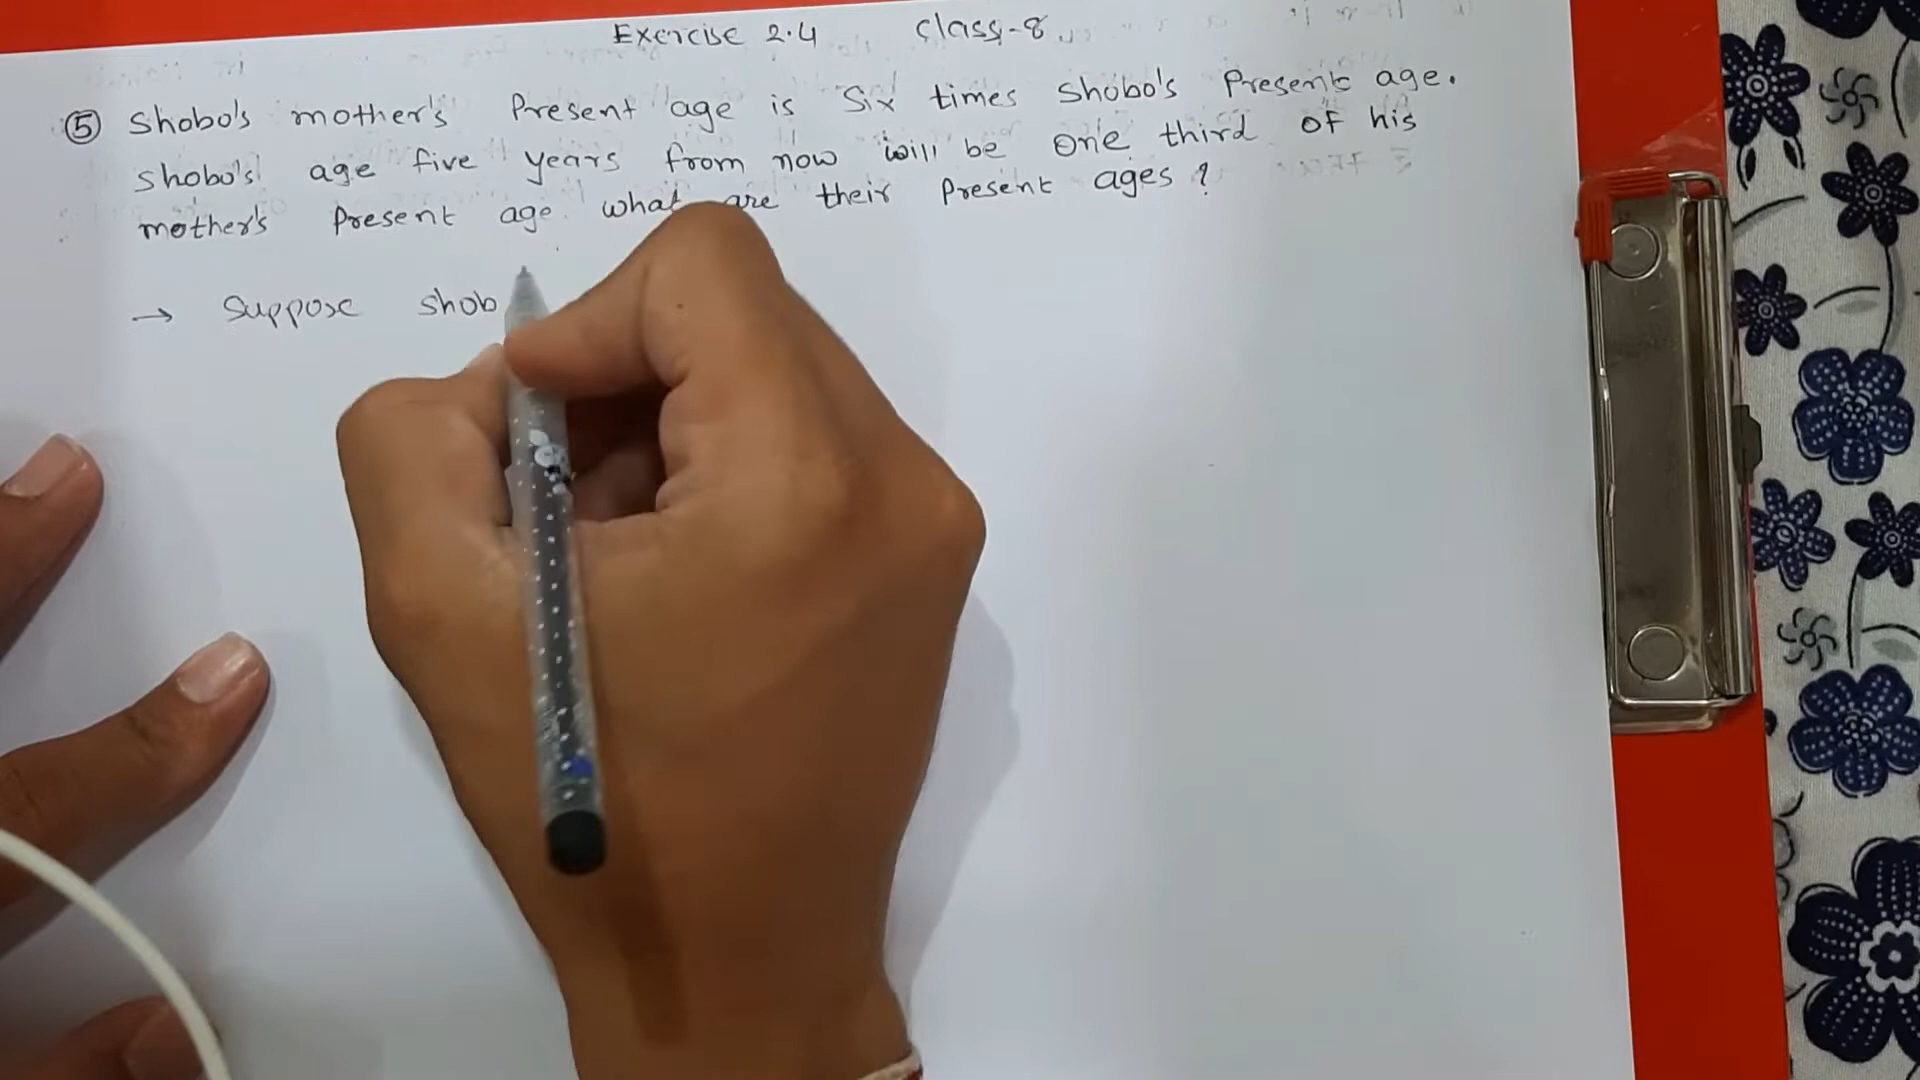 Exercise 2.4 Class-8
⑤ Shobo's mother's Present age is Six times Shobo's Present age.
Shobo's age five years from now will be one third of his
mother's Present age. what are their Present ages?
→ Suppose Shob